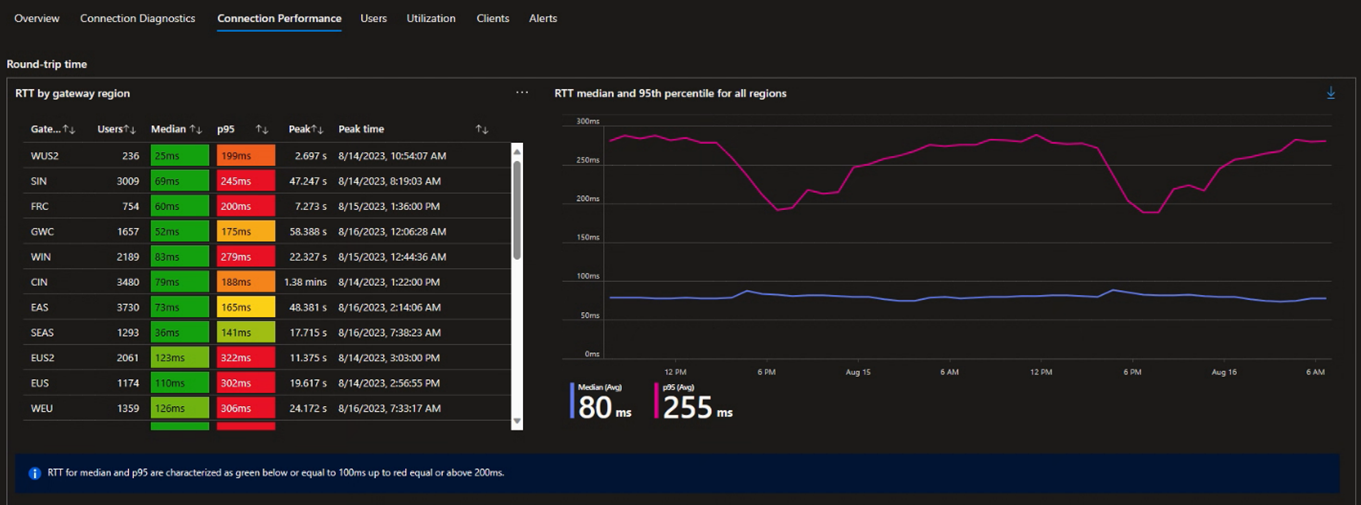 Overview Connection Diagnostics Connection Performance Users Utilization Clients Alerts
Round-trip time
RTT by gateway region ...
Gate...↑↓ Users↑↓ Median ↑↓ p95 ↑↓ Peak↑↓ Peak time ↑↓
WUS2 236 25ms 199ms 2.697 s 8/14/2023, 10:54:07 AM
SIN 3009 69ms 245ms 47.247 s 8/14/2023, 8:19:03 AM
FRC 754 60ms 200ms 7.273 s 8/15/2023, 1:36:00 PM
GWC 1657 52ms 175ms 58.388 s 8/16/2023, 12:06:28 AM
WIN 2189 83ms 279ms 22.327 s 8/15/2023, 12:44:36 AM
CIN 3480 79ms 188ms 1.38 mins 8/14/2023, 1:22:00 PM
EAS 3730 73ms 165ms 48.381 s 8/16/2023, 2:14:06 AM
SEAS 1293 36ms 141ms 17.715 s 8/16/2023, 7:38:23 AM
EUS2 2061 123ms 322ms 11.375 s 8/14/2023, 3:03:00 PM
EUS 1174 110ms 302ms 19.617 s 8/14/2023, 2:56:55 PM
WEU 1359 126ms 306ms 24.172 s 8/16/2023, 7:33:17 AM
RTT median and 95th percentile for all regions
300ms
250ms
200ms
150ms
100ms
50ms
0ms
12 PM 6 PM Aug 15 6 AM 12 PM 6 PM Aug 16 6 AM
Median (Avg) p95 (Avg)
80 ms 255 ms
RTT for median and p95 are characterized as green below or equal to 100ms up to red equal or above 200ms.